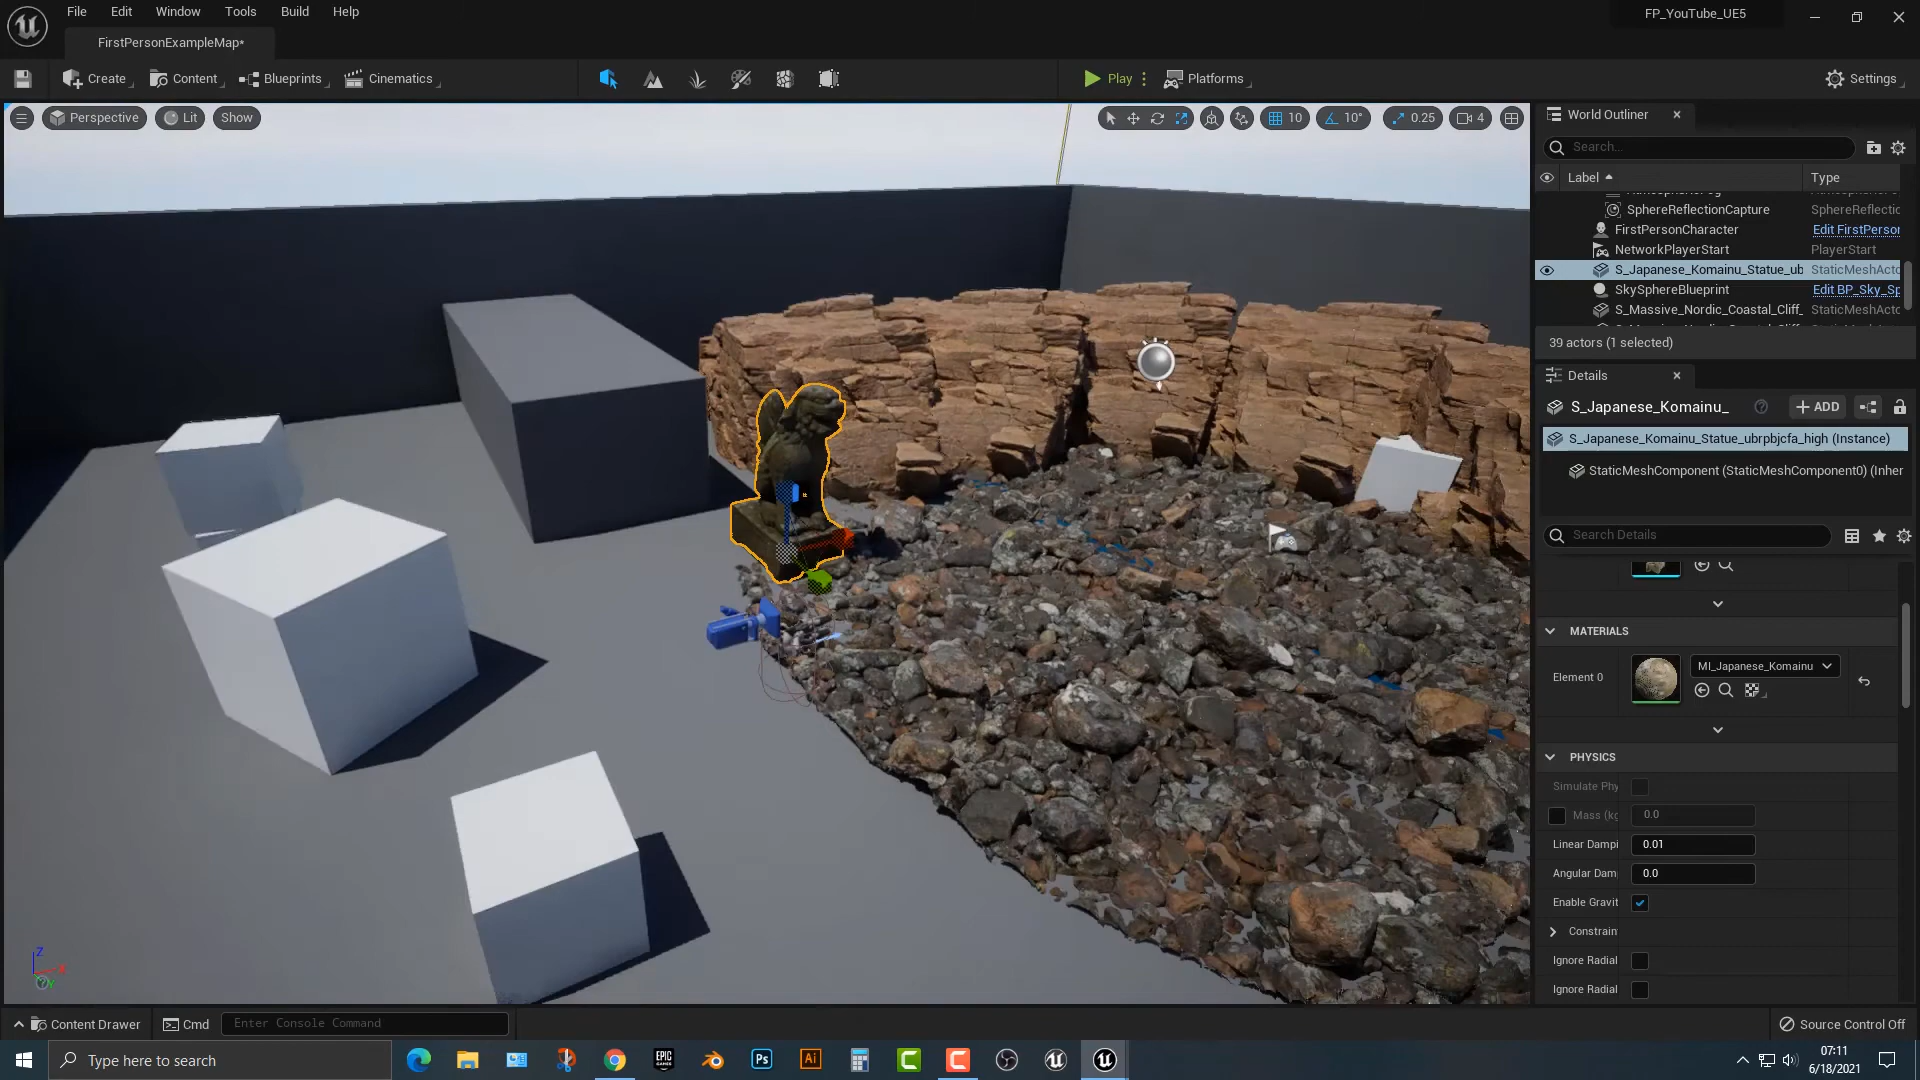 File Edit Window Tools Build Help
FP_YouTube_UE5
FirstPersonExampleMap*
Create Content Blueprints Cinematics Play Platforms Settings
Perspective Lit Show 10 10° 0.25 4
World Outliner
Search...
Label Type
SphereReflectionCapture SphereReflectic
FirstPersonCharacter Edit FirstPerson
NetworkPlayerStart PlayerStart
S_Japanese_Komainu_Statue_ub StaticMeshActo
SkySphereBlueprint Edit BP_Sky_Sp
S_Massive_Nordic_Coastal_Cliff_ StaticMeshActo
39 actors (1 selected)
Details
S_Japanese_Komainu_ ADD
S_Japanese_Komainu_Statue_ubrpbjcfa_high (Instance)
StaticMeshComponent (StaticMeshComponent0) (Inher
Search Details
MATERIALS
Element 0 MI_Japanese_Komainu
PHYSICS
Simulate Phy
Mass (kg 0.0
Linear Dampi 0.01
Angular Dam 0.0
Enable Gravit
Constrain
Ignore Radial
Ignore Radial
Z
Content Drawer Cmd Enter Console Command Source Control Off
Type here to search
EPIC GAMES
Ps
Ai
07:11
6/18/2021